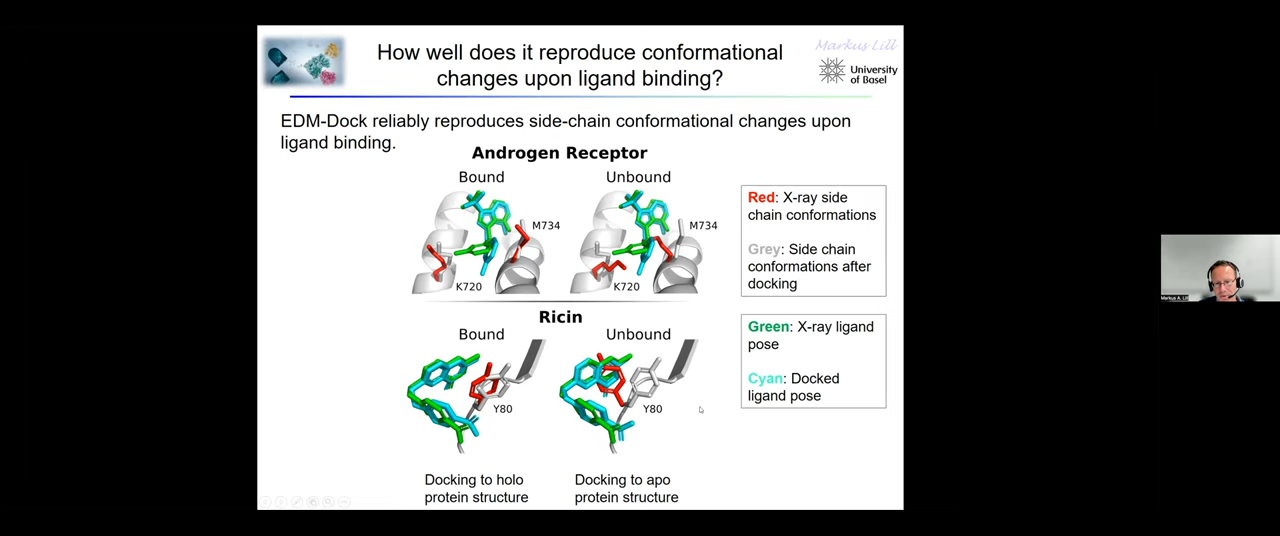 How well does it reproduce conformational
changes upon ligand binding?
Markus Lill
University
of Basel
EDM-Dock reliably reproduces side-chain conformational changes upon
ligand binding.
Androgen Receptor
Bound
Unbound
M734
M734
K720
K720
Red: X-ray side
chain conformations
Grey: Side chain
conformations after
docking
Ricin
Bound
Unbound
Y80
Y80
Green: X-ray ligand
pose
Cyan: Docked
ligand pose
Docking to holo
protein structure
Docking to apo
protein structure
Markus A. Lill